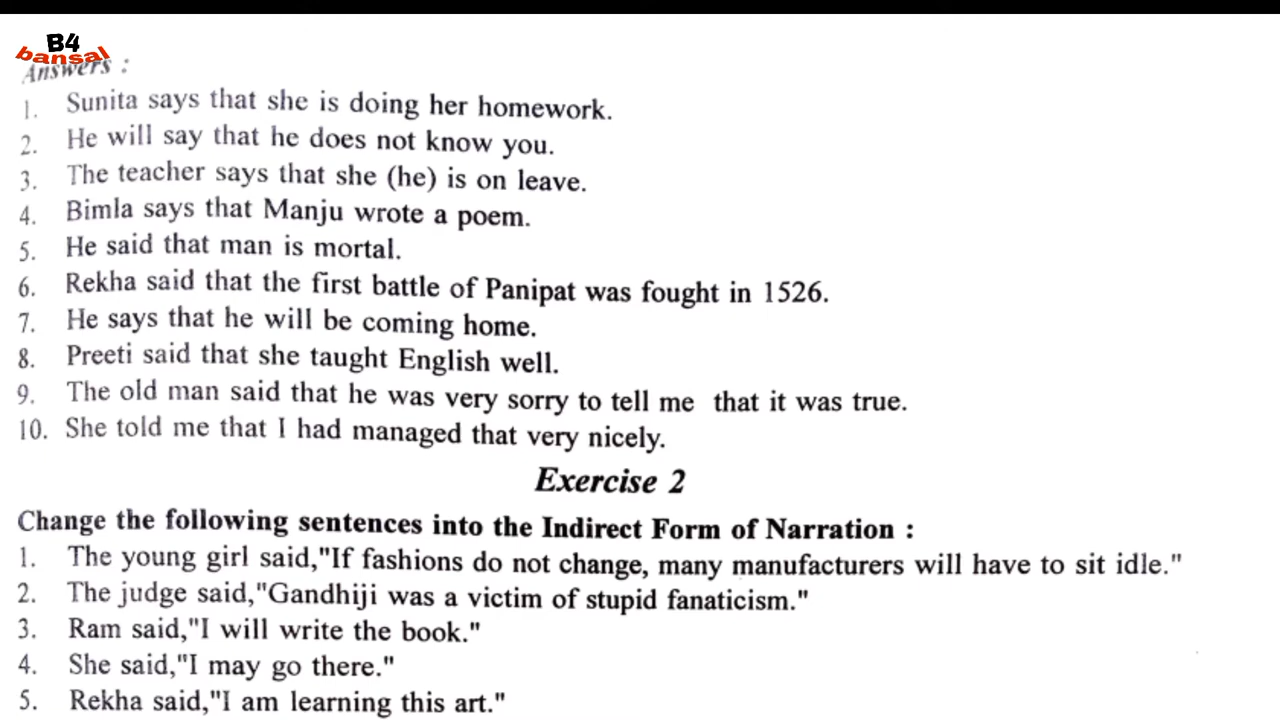 B4
bansal
Answers :
1. Sunita says that she is doing her homework.
2. He will say that he does not know you.
3. The teacher says that she (he) is on leave.
4. Bimla says that Manju wrote a poem.
5. He said that man is mortal.
6. Rekha said that the first battle of Panipat was fought in 1526.
7. He says that he will be coming home.
8. Preeti said that she taught English well.
9. The old man said that he was very sorry to tell me that it was true.
10. She told me that I had managed that very nicely.
Exercise 2
Change the following sentences into the Indirect Form of Narration :
1. The young girl said,"If fashions do not change, many manufacturers will have to sit idle."
2. The judge said,"Gandhiji was a victim of stupid fanaticism."
3. Ram said,"I will write the book."
4. She said,"I may go there."
5. Rekha said,"I am learning this art."